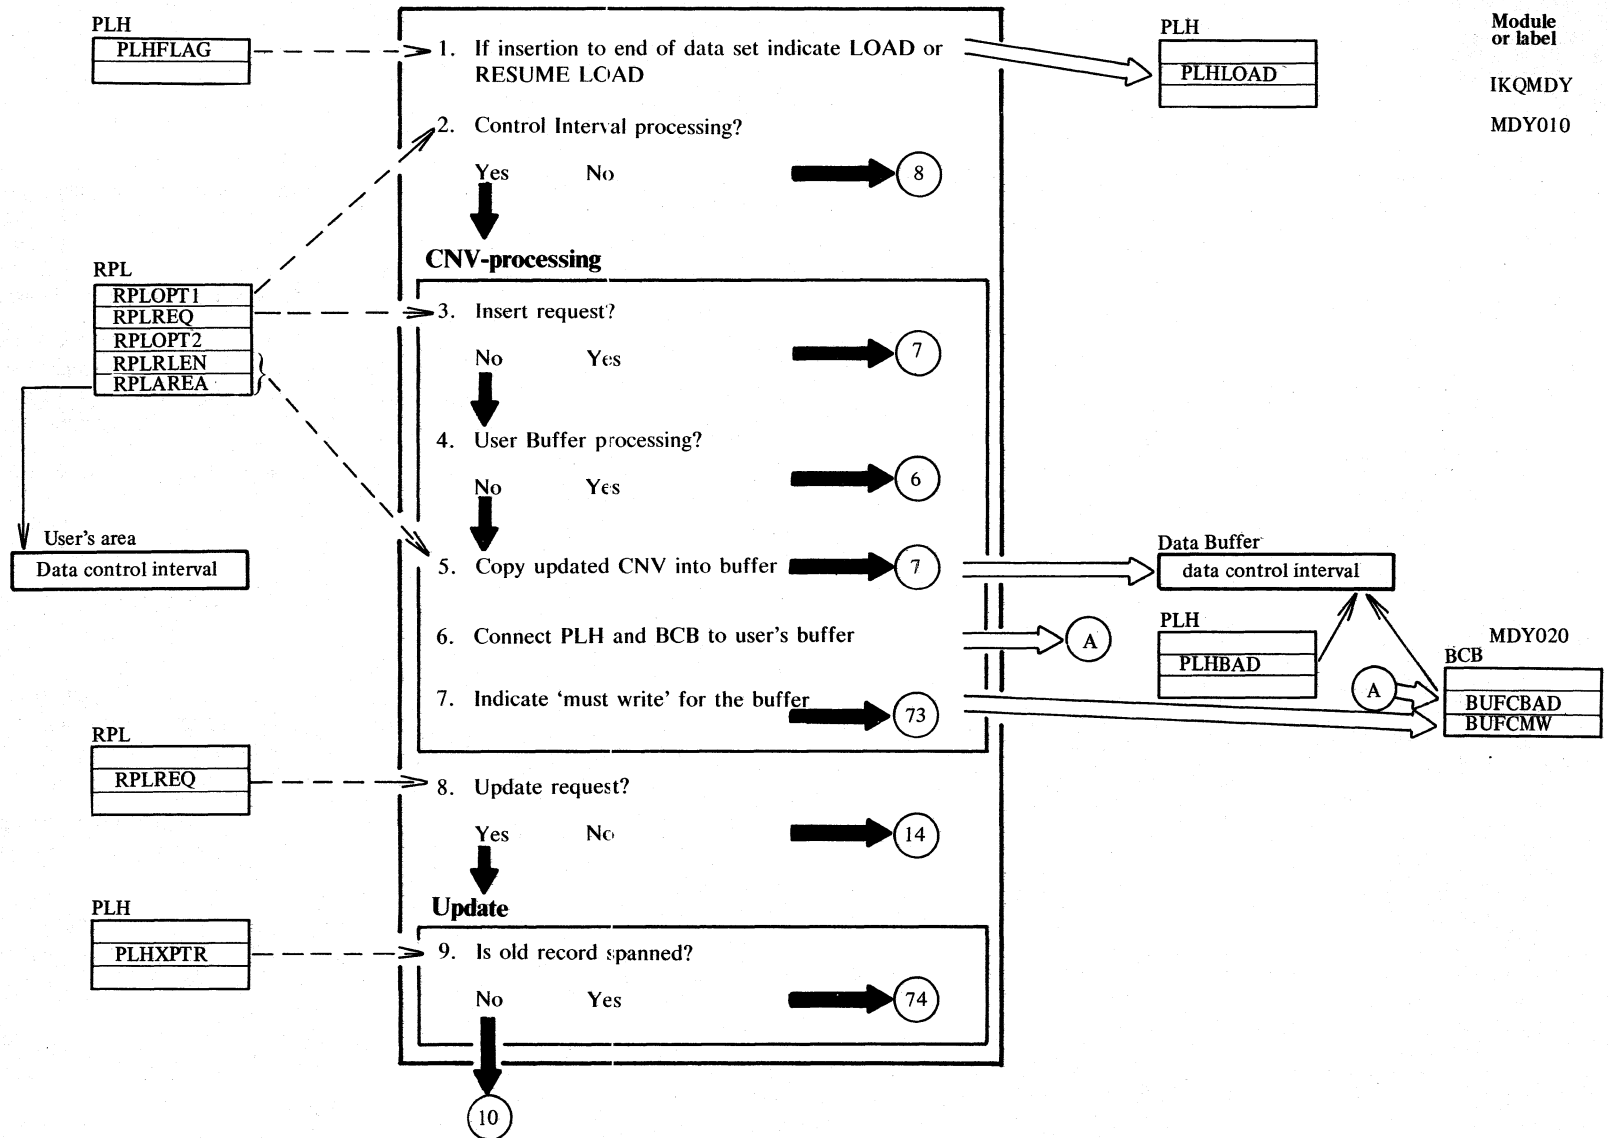 PLH
PLHFLAG
1. If insertion to end of data set indicate LOAD or
RESUME LOAD
PLH
PLHLOAD
Module
or label
IKQMDY
2. Control Interval processing?
MDY010
Yes No
8
CNV-processing
RPL
RPLOPT1
RPLREQ
RPLOPT2
RPLRLEN
RPLAREA
3. Insert request?
No Yes
7
4. User Buffer processing?
No Yes
6
User's area
Data control interval
5. Copy updated CNV into buffer
7
Data Buffer
data control interval
6. Connect PLH and BCB to user's buffer
A
PLH
PLHBAD
MDY020
BCB
A
BUFCBAD
BUFCMW
7. Indicate ‘must write’ for the buffer
73
RPL
RPLREQ
8. Update request?
Yes No
14
Update
PLH
PLHXPTR
9. Is old record spanned?
No Yes
74
10